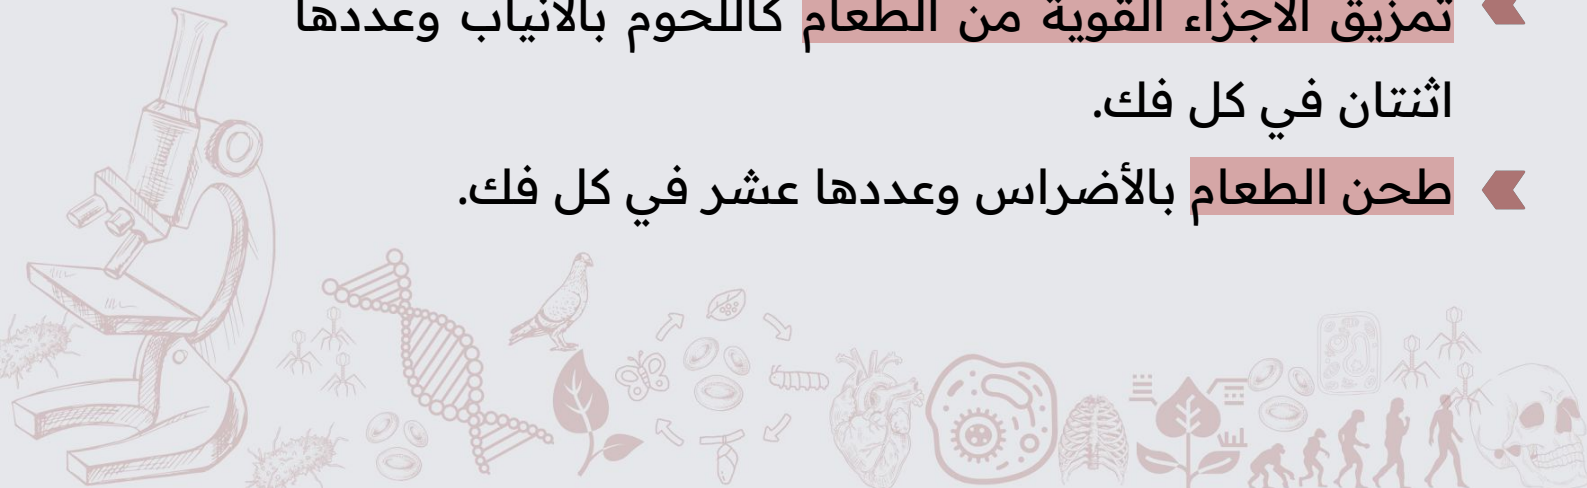 تمزيق الأجزاء القوية من الطعام كاللحوم بالأنياب وعددها
اثنتان في كل فك.
طحن الطعام بالأضراس وعددها عشر في كل فك.